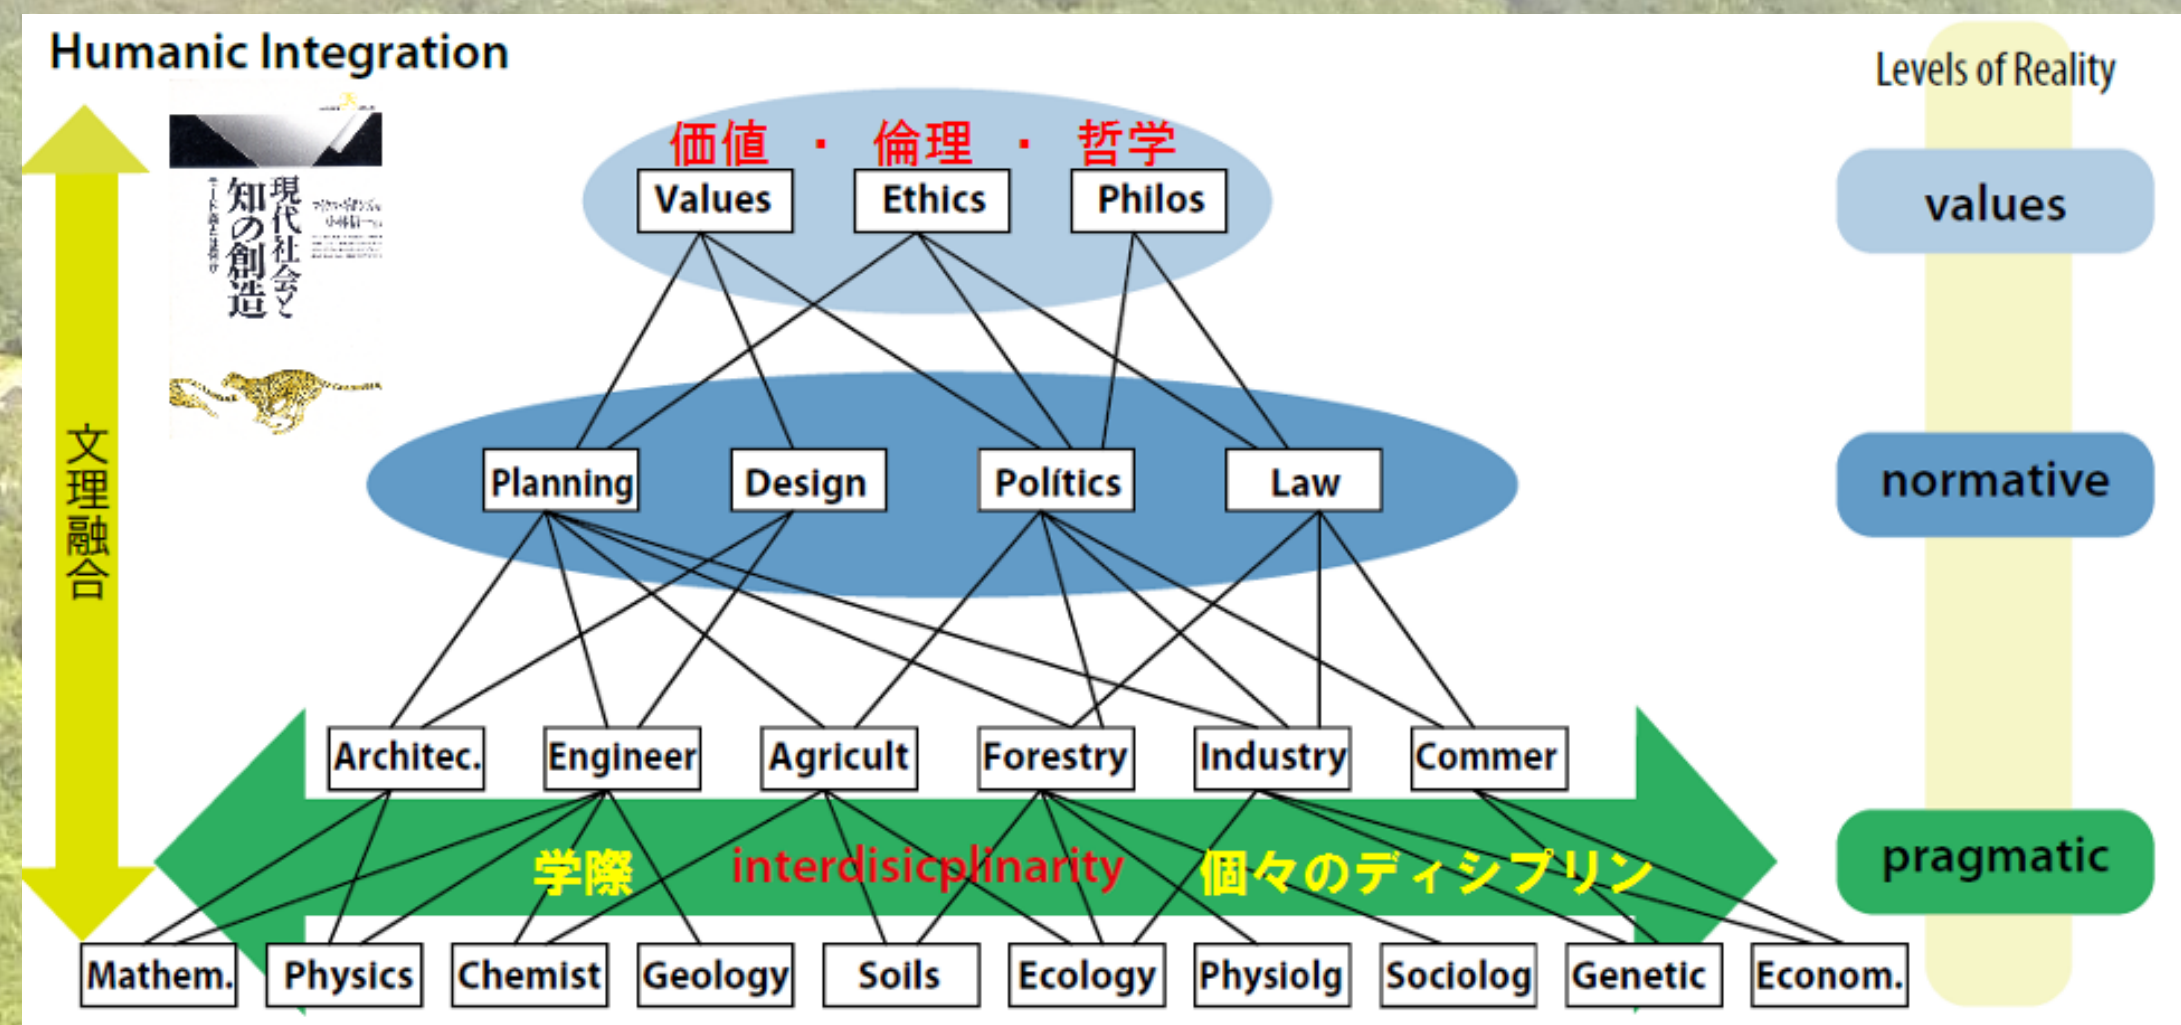 Humanic Integration
Levels of Reality
現代社会と
知の創造
価値 ・ 倫理 ・ 哲学
Values Ethics Philos
values
文理融合
Planning Design Polítics Law
normative
Architec. Engineer Agricult Forestry Industry Commer
学際 interdisicplinarity 個々のディシプリン
pragmatic
Mathem. Physics Chemist Geology Soils Ecology Physiolg Sociolog Genetic Econom.